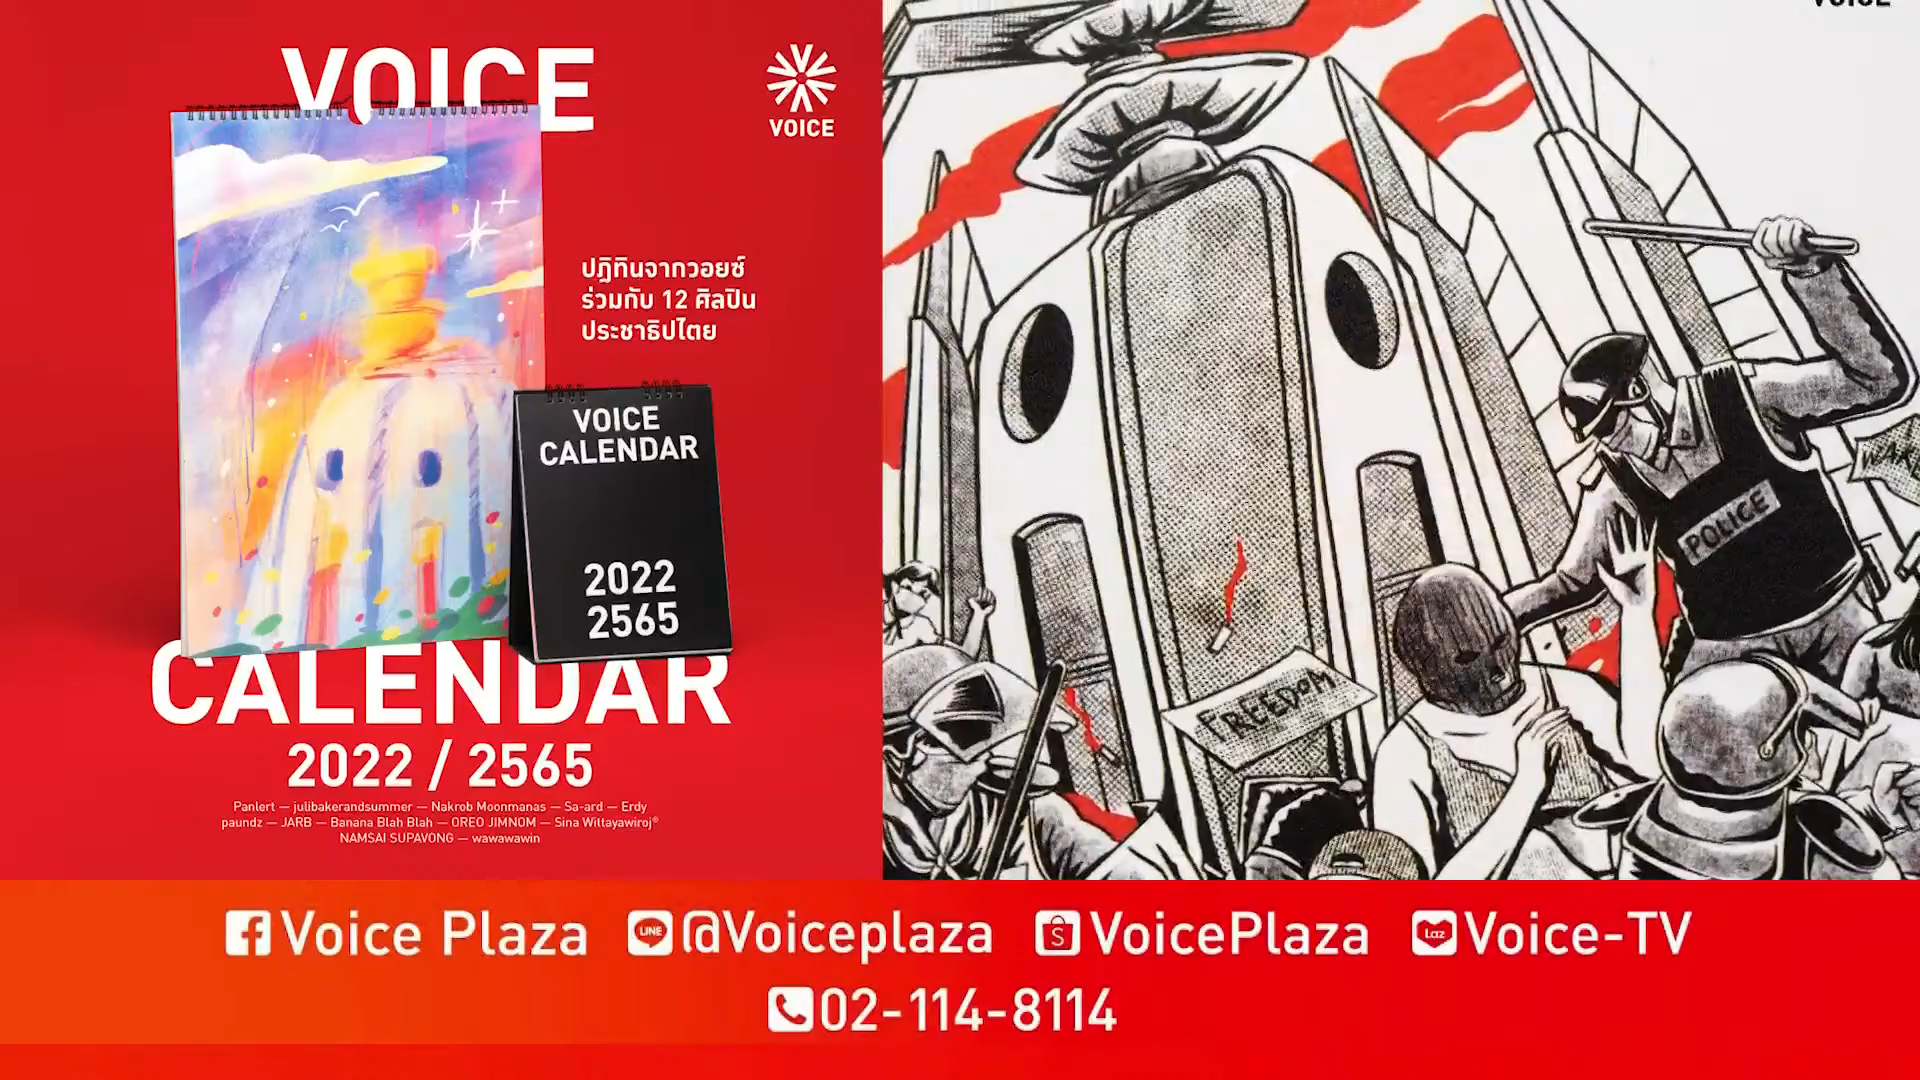 VOICE
VOICE
ปฏิทินจากวอยซ์
ร่วมกับ 12 ศิลปิน
ประชาธิปไตย
VOICE
CALENDAR
2022
2565
CALENDAR
2022 / 2565
Panlert — julibakerandsummer — Nakrob Moonmanas — Sa-ard — Erdy
paundz — JARB — Banana Blah Blah — OREO JIMNOM — Sina Wittayawiroj®
NAMSAI SUPAVONG — wawawawin
VOICE
POLICE
FREEDOM
Voice Plaza
LINE
@Voiceplaza
S
VoicePlaza
Laz
Voice-TV
02-114-8114